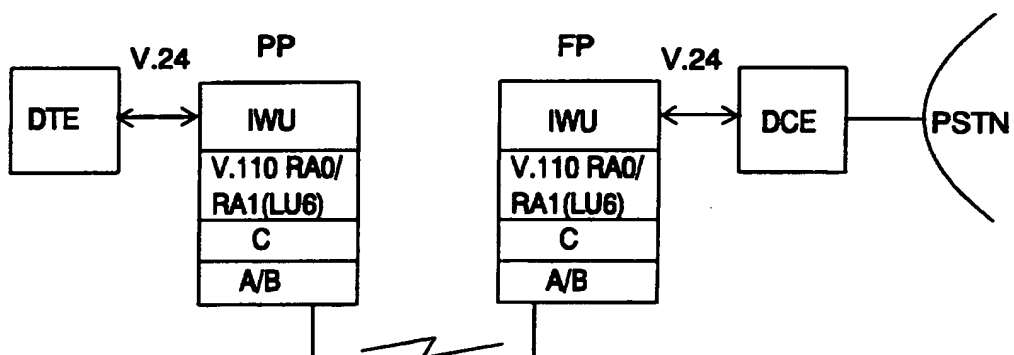 PP
FP
V.24
V.24
DTE
IWU
IWU
DCE
PSTN
V.110 RA0/
RA1(LU6)
V.110 RA0/
RA1(LU6)
C
C
A/B
A/B